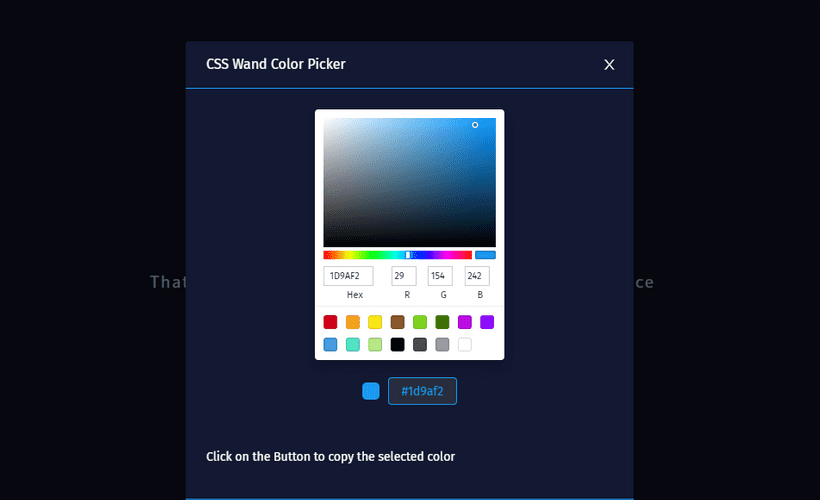 CSS Wand Color Picker X
That
ce
1D9AF2 29 154 242
Hex R G B
#1d9af2
Click on the Button to copy the selected color